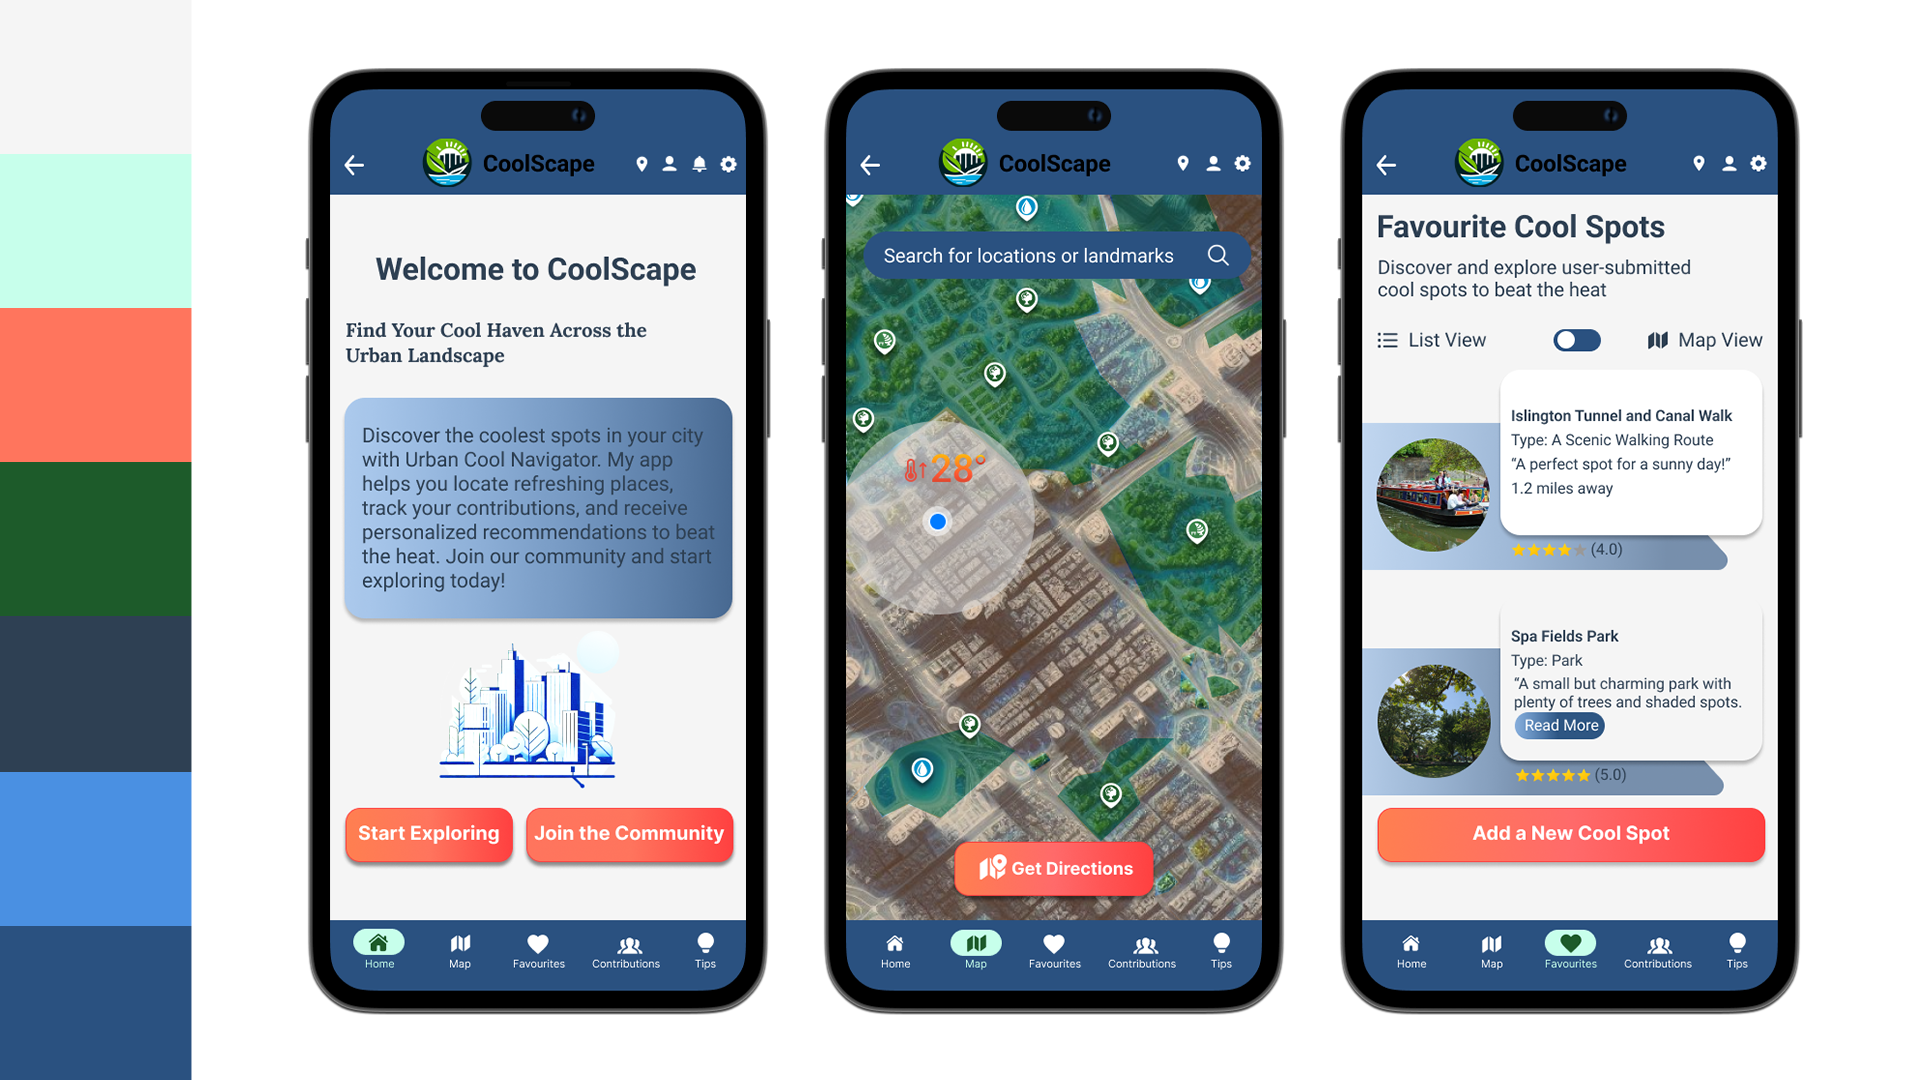 CoolScape
Welcome to CoolScape
Find Your Cool Haven Across the
Urban Landscape
Discover the coolest spots in your city
with Urban Cool Navigator. My app
helps you locate refreshing places,
track your contributions, and receive
personalized recommendations to beat
the heat. Join our community and start
exploring today!
Start Exploring
Join the Community
Home
Map
Favourites
Contributions
Tips
CoolScape
Search for locations or landmarks
28°
Get Directions
Home
Map
Favourites
Contributions
Tips
CoolScape
Favourite Cool Spots
Discover and explore user-submitted
cool spots to beat the heat
List View
Map View
Islington Tunnel and Canal Walk
Type: A Scenic Walking Route
“A perfect spot for a sunny day!”
1.2 miles away
(4.0)
Spa Fields Park
Type: Park
“A small but charming park with
plenty of trees and shaded spots.
Read More
(5.0)
Add a New Cool Spot
Home
Map
Favourites
Contributions
Tips